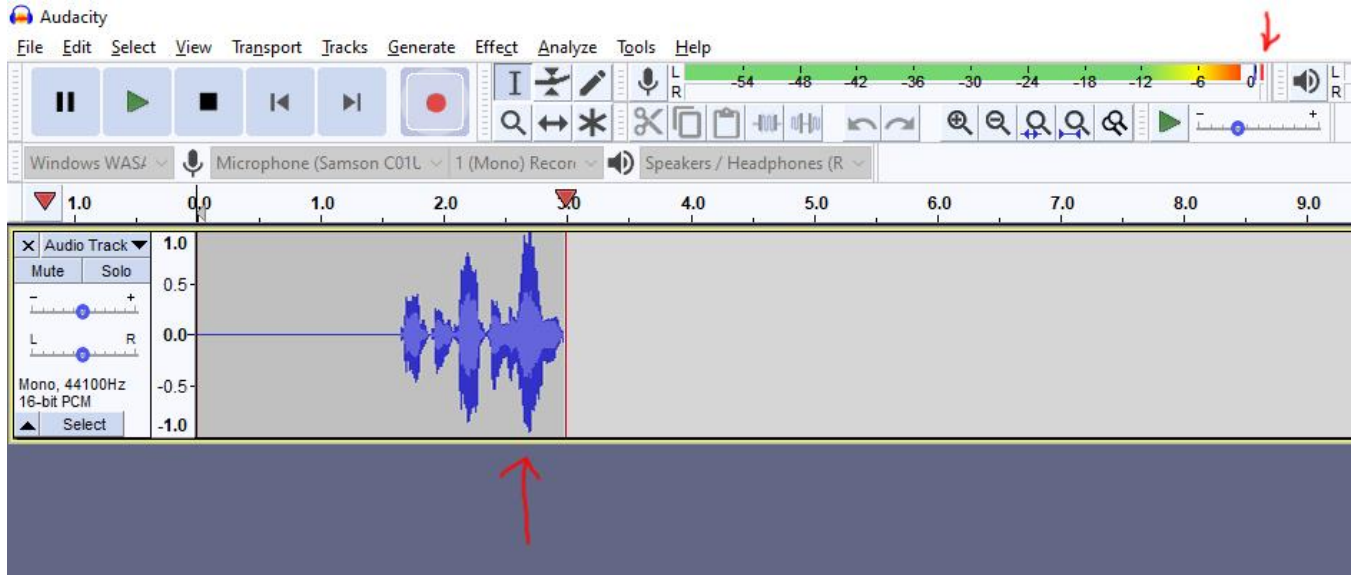 Audacity
File Edit Select View Transport Tracks Generate Effect Analyze Tools Help
L
R
-54 -48 -42 -36 -30 -24 -18 -12 -6 0
L
R
- +
Windows WASA Microphone (Samson C01U 1 (Mono) Recor Speakers / Headphones (R
1.0 0.0 1.0 2.0 3.0 4.0 5.0 6.0 7.0 8.0 9.0
X Audio Track 1.0
Mute Solo
0.5
- +
L R 0.0
Mono, 44100Hz -0.5
16-bit PCM
Select -1.0